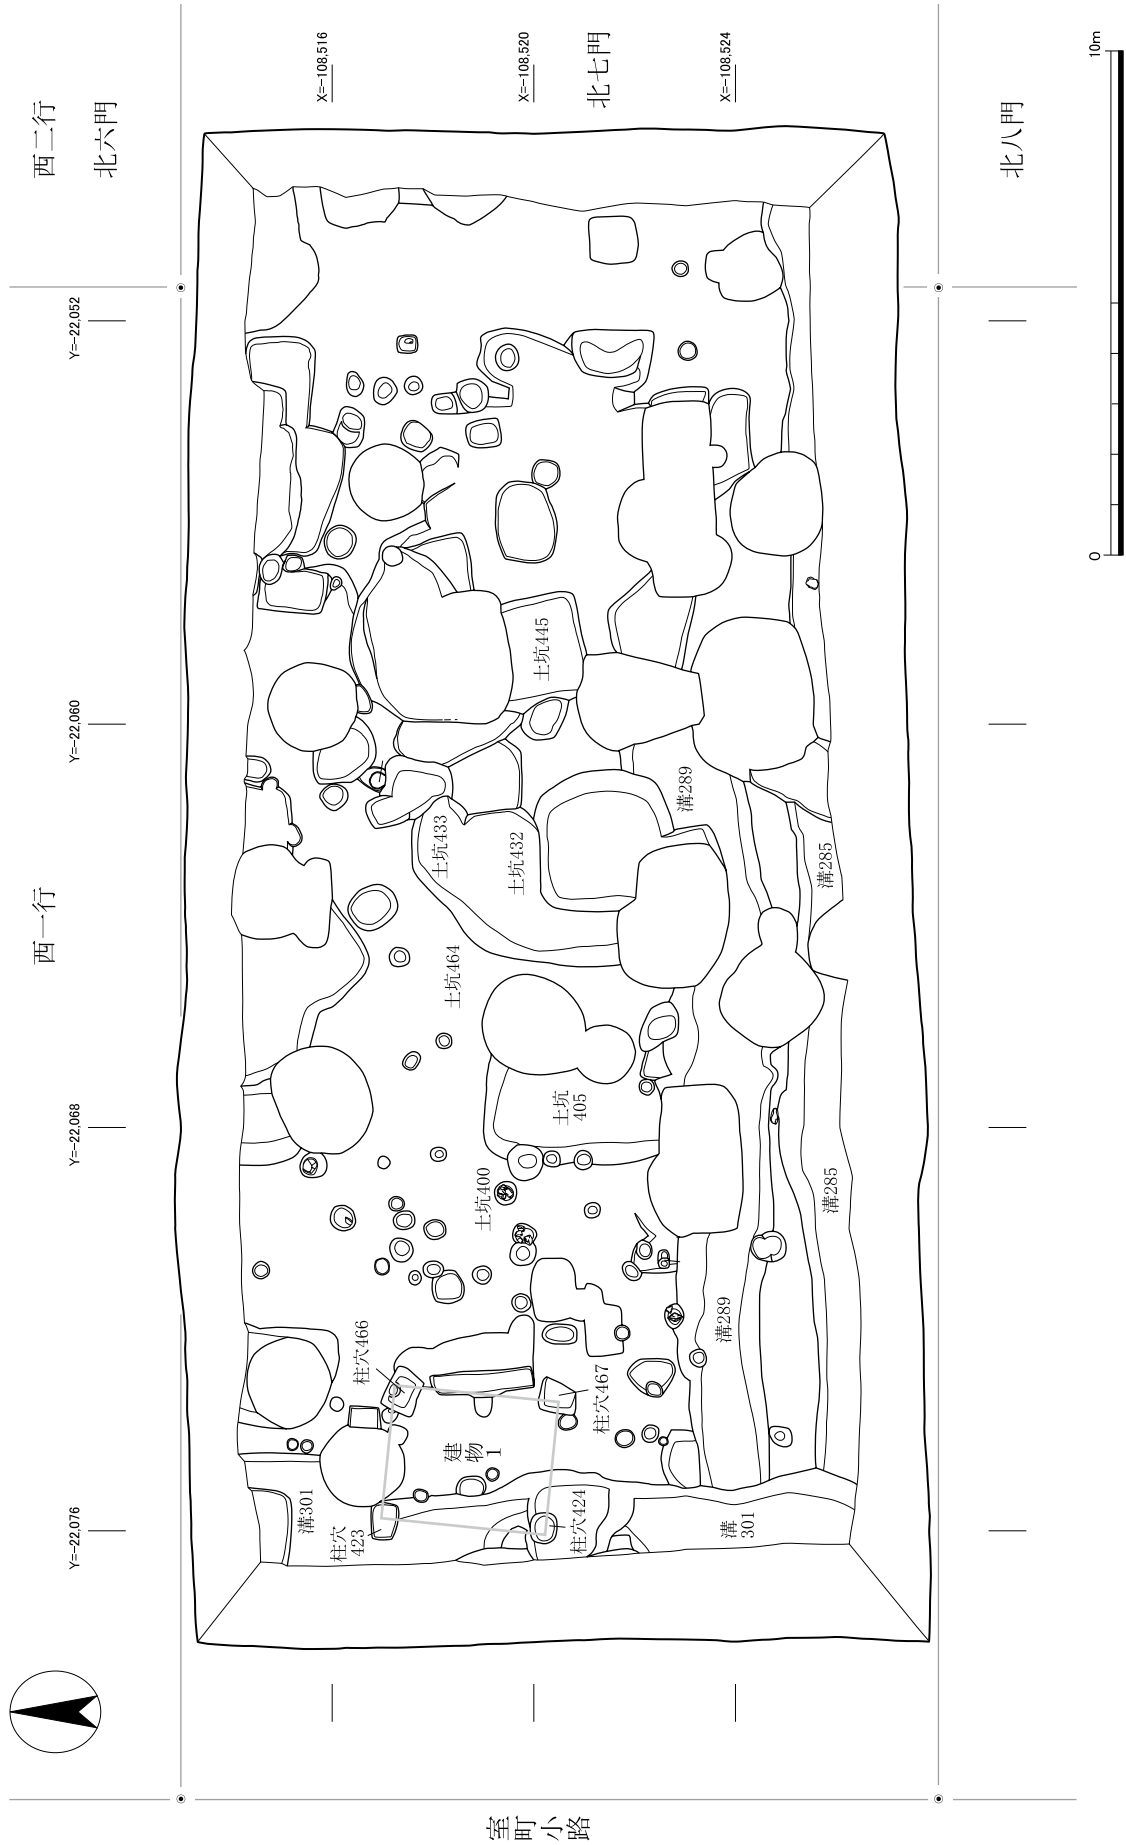 西二行
北六門
X=-108,516
X=-108,520
北七門
X=-108,524
北八門
10m
0
Y=-22,052
Y=-22,060
Y=-22,068
Y=-22,076
西一行
土坑445
溝289
土坑433
土坑432
溝285
土坑464
土坑
405
土坑400
溝285
溝289
柱穴466
柱穴467
建
物
1
溝301
柱穴
423
柱穴424
溝
301
室
町
小
路